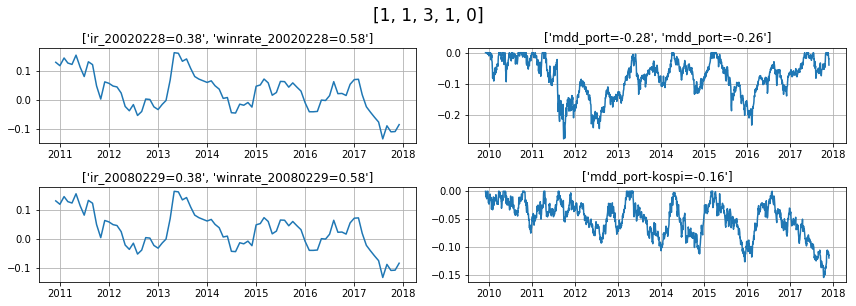 [1, 1, 3, 1, 0]
['ir_20020228=0.38', 'winrate_20020228=0.58']
0.1
0.0
−0.1
2011 2012 2013 2014 2015 2016 2017 2018
['mdd_port=-0.28', 'mdd_port=-0.26']
0.0
−0.1
−0.2
2010 2011 2012 2013 2014 2015 2016 2017 2018
['ir_20080229=0.38', 'winrate_20080229=0.58']
0.1
0.0
−0.1
2011 2012 2013 2014 2015 2016 2017 2018
['mdd_port-kospi=-0.16']
0.00
−0.05
−0.10
−0.15
2010 2011 2012 2013 2014 2015 2016 2017 2018